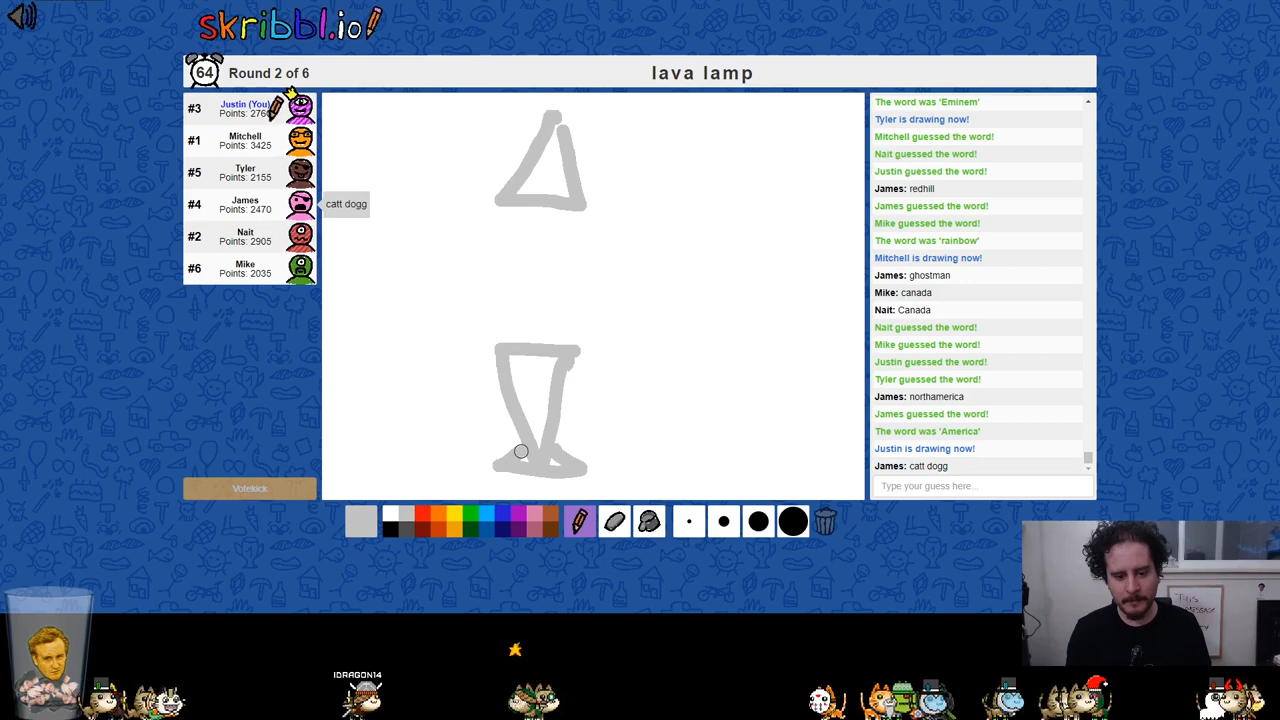 skribbl.io
64
Round 2 of 6
lava lamp
#3
Justin (You)
#1
Mitchell
Points: 3425
#5
Tyler
Points: 2155
#4
James
Points: 2470
catt dogg
#2
Nait
Points: 2905
#6
Mike
Points: 2035
Votekick
The word was 'Eminem'
Tyler is drawing now!
Mitchell guessed the word!
Nait guessed the word!
Justin guessed the word!
James: redhill
James guessed the word!
Mike guessed the word!
The word was 'rainbow'
Mitchell is drawing now!
James: ghostman
Mike: canada
Nait: Canada
Nait guessed the word!
Mike guessed the word!
Justin guessed the word!
Tyler guessed the word!
James: northamerica
James guessed the word!
The word was 'America'
Justin is drawing now!
James: catt dogg
Type your guess here...
THIS
IDRAGON14